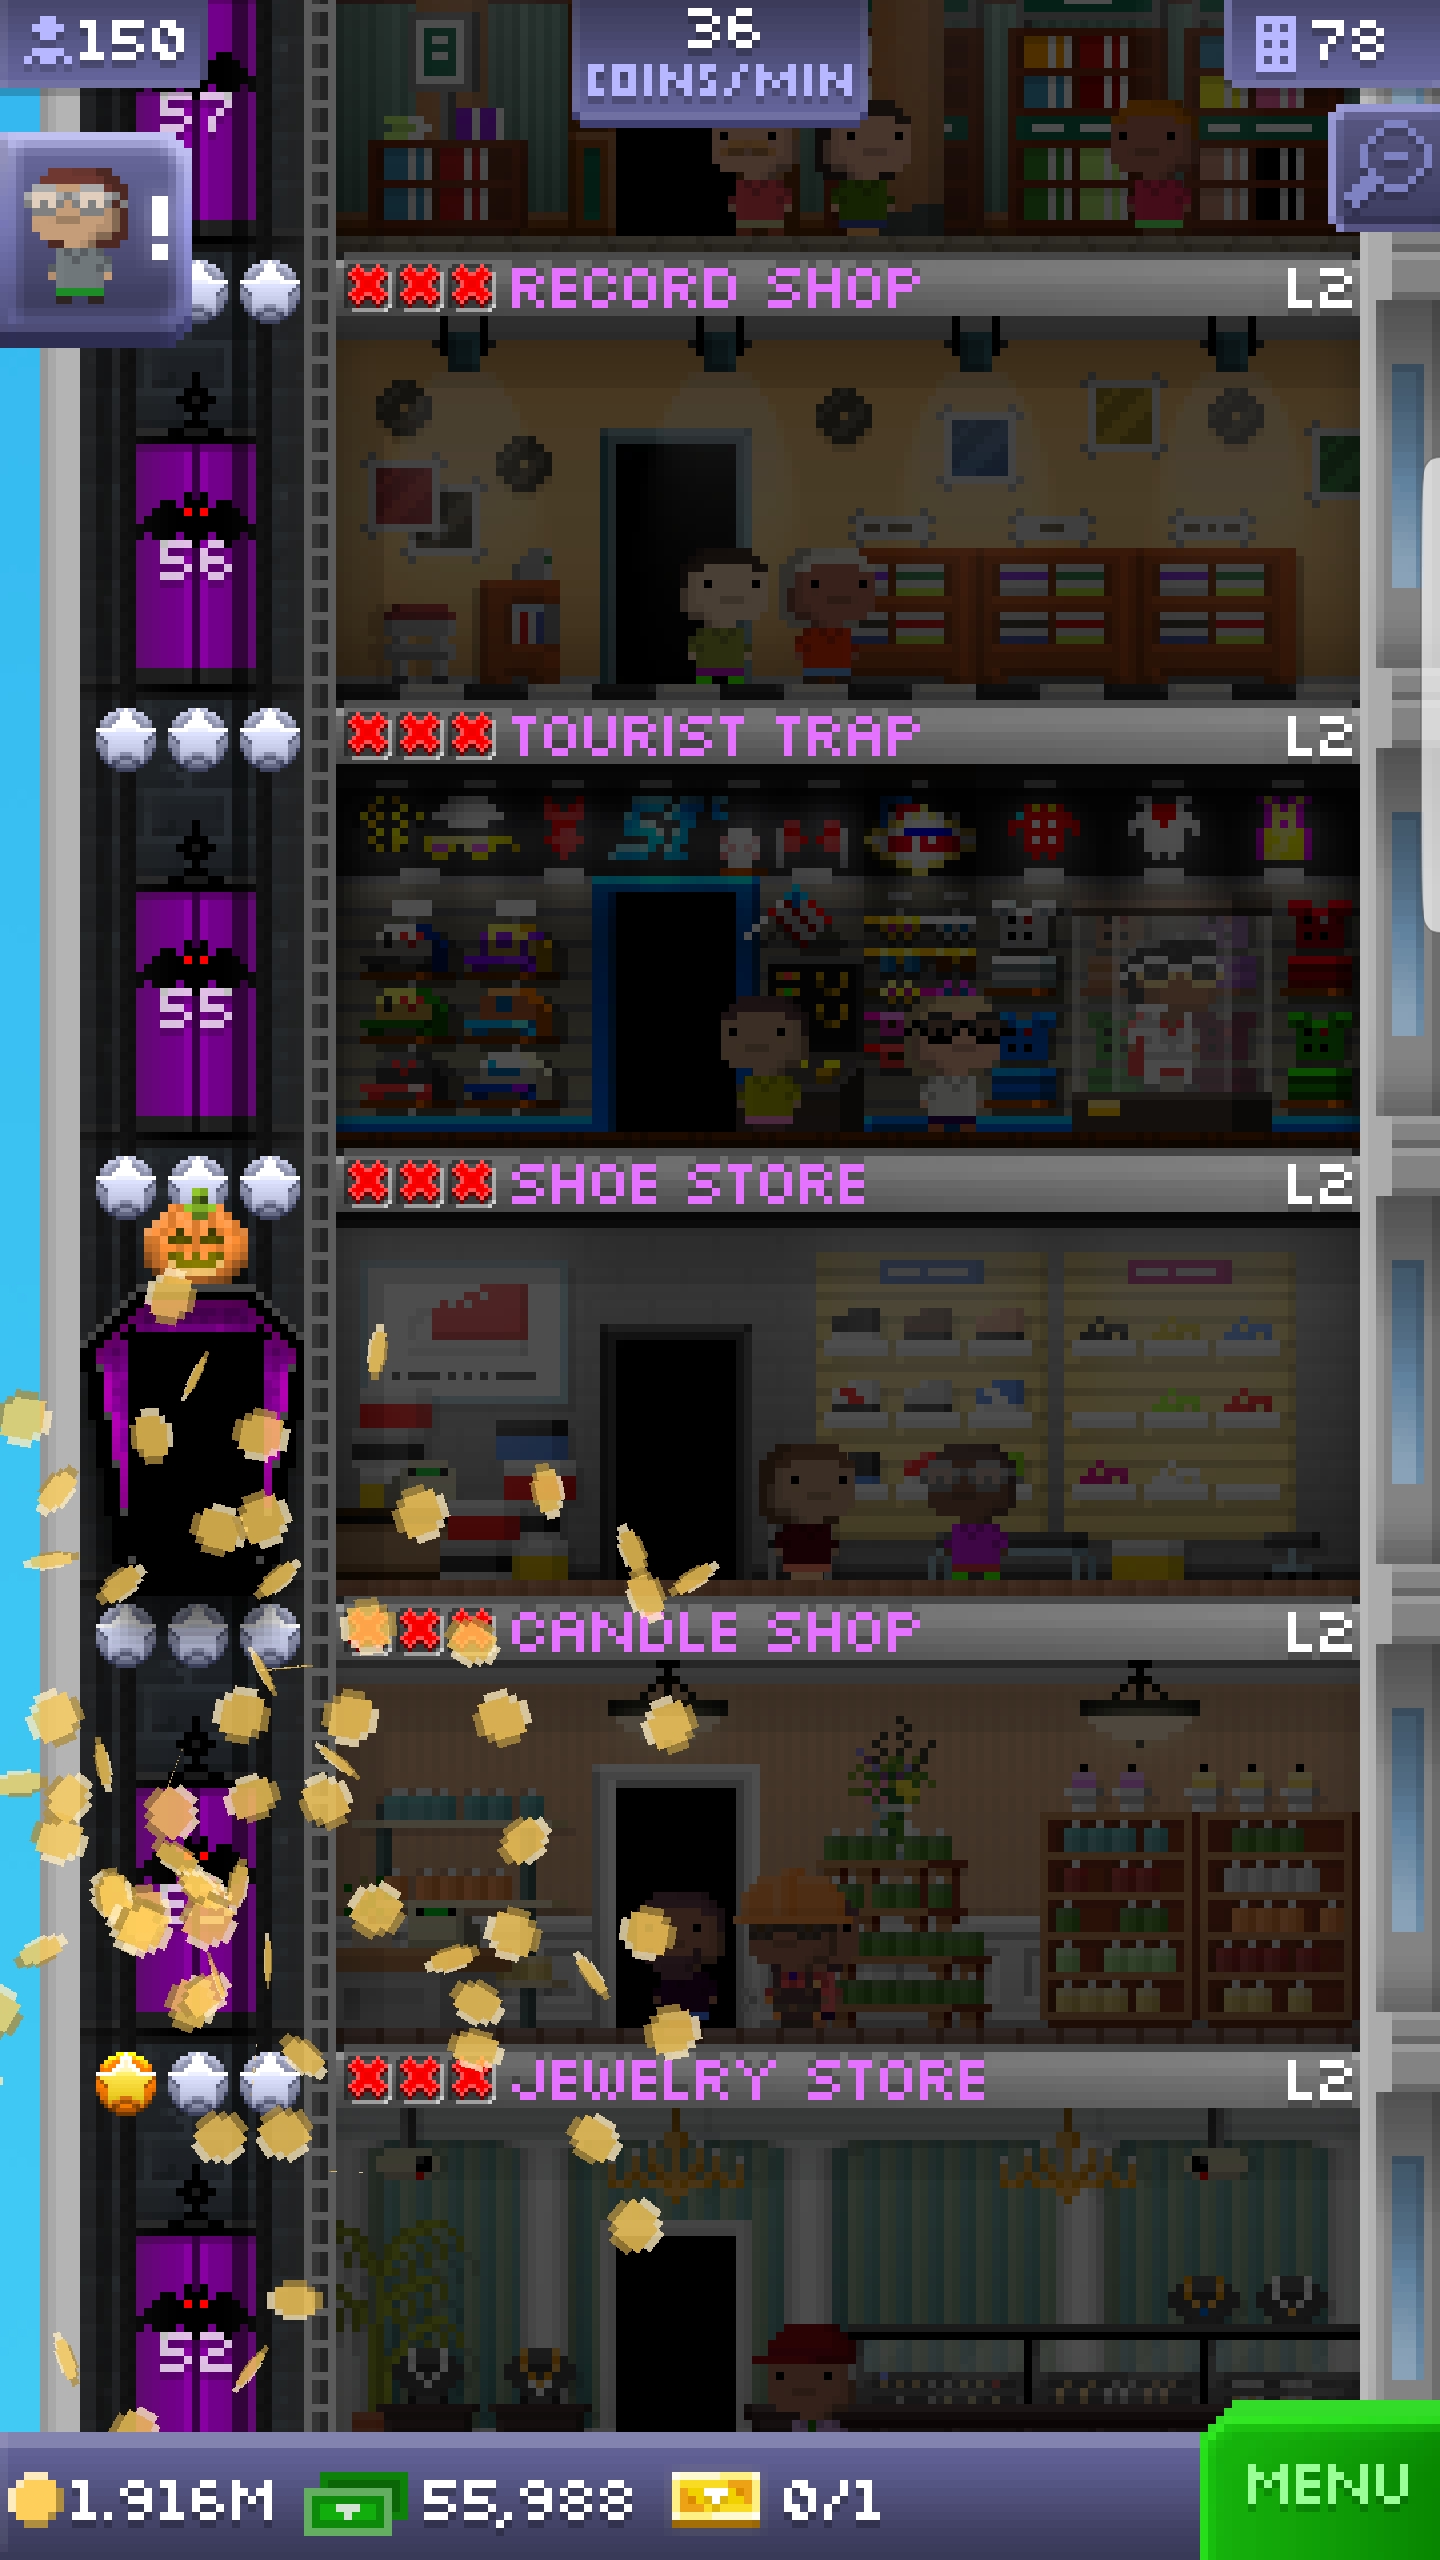 150
36
COINS/MIN
78
57
!
RECORD SHOP L2
56
TOURIST TRAP L2
55
SHOE STORE L2
CANDLE SHOP L2
JEWELRY STORE L2
52
1.916M 55,988 0/1
MENU